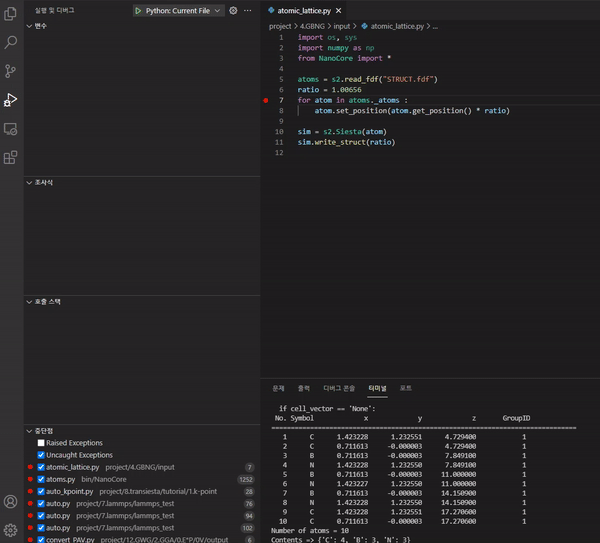 실행 및 디버그
Python: Current File
변수
조사식
호출 스택
중단점
Raised Exceptions
Uncaught Exceptions
atomic_lattice.py project/4.GBNG/input 7
atoms.py bin/NanoCore 1252
auto_kpoint.py project/8.transiesta/tutorial/1.k-point 28
auto.py project/7.lammps/lammps_test 76
auto.py project/7.lammps/lammps_test 94
auto.py project/7.lammps/lammps_test 102
convert_PAV.py project/12.GWG/2.GGA/0.E*P/0V/output 6
atomic_lattice.py
project > 4.GBNG > input > atomic_lattice.py > ...
1 import os, sys
2 import numpy as np
3 from NanoCore import *
4
5 atoms = s2.read_fdf("STRUCT.fdf")
6 ratio = 1.00656
7 for atom in atoms._atoms :
8 atom.set_position(atom.get_position() * ratio)
9
10 sim = s2.Siesta(atom)
11 sim.write_struct(ratio)
12
문제 출력 디버그 콘솔 터미널 포트
if cell_vector == 'None':
No. Symbol x y z GroupID
==========================================================================
1 C 1.423228 1.232551 4.729400 1
2 C 0.711613 -0.000003 4.729400 1
3 B 0.711613 -0.000003 7.849100 1
4 N 1.423228 1.232550 7.849100 1
5 B 0.711613 -0.000003 11.000000 1
6 N 1.423227 1.232550 11.000000 1
7 B 0.711613 -0.000003 14.150900 1
8 N 1.423228 1.232550 14.150900 1
9 C 1.423228 1.232551 17.270600 1
10 C 0.711613 -0.000003 17.270600 1
Number of atoms = 10
Contents => {'C': 4, 'B': 3, 'N': 3}